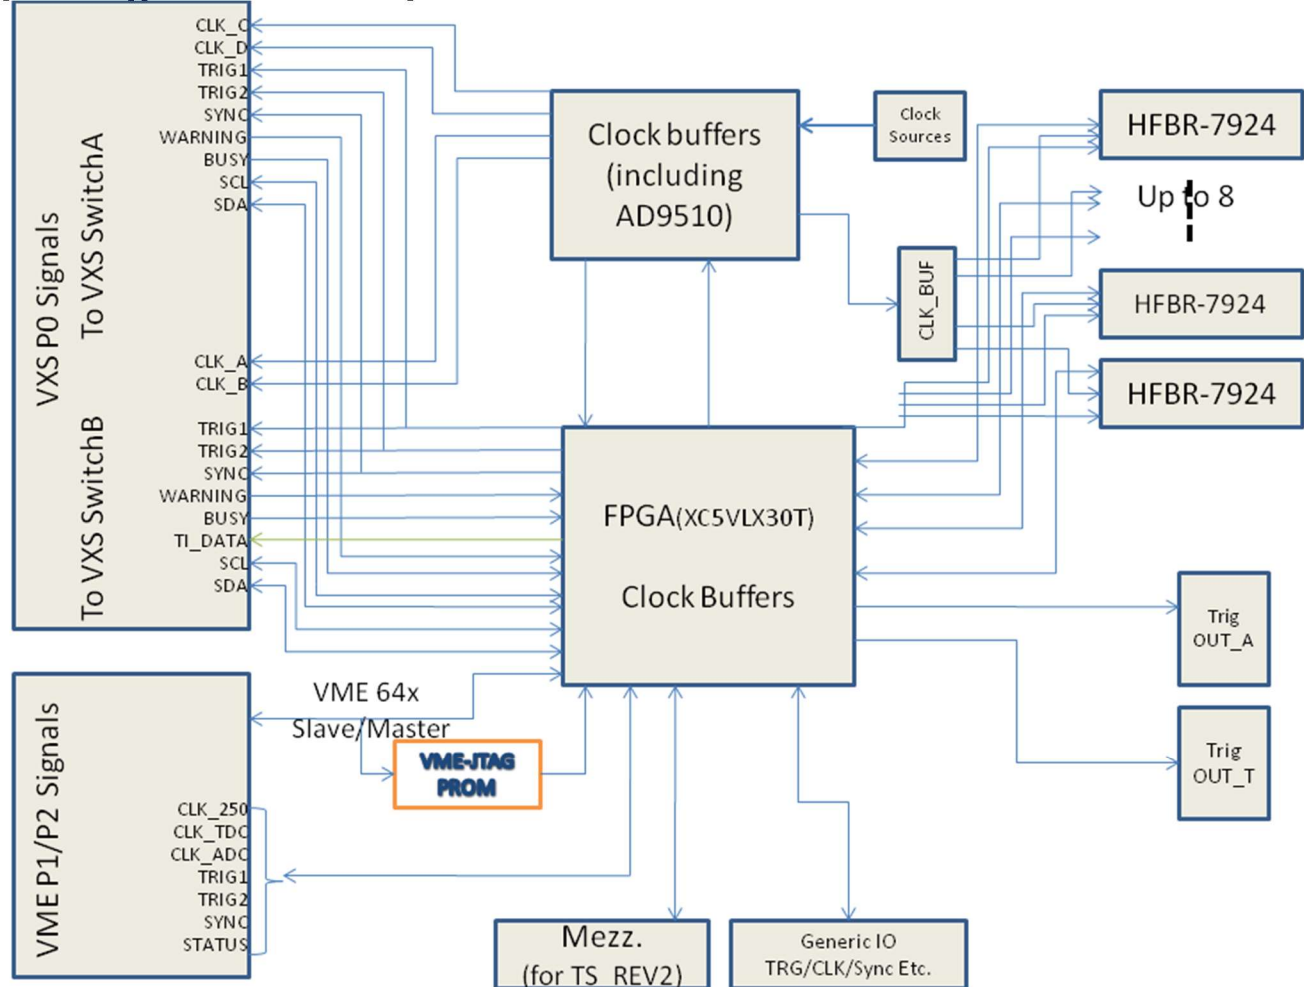 VXS P0 Signals
To VXS SwitchA
CLK_C
CLK_D
TRIG1
TRIG2
SYNC
WARNING
BUSY
SCL
SDA
To VXS SwitchB
CLK_A
CLK_B
TRIG1
TRIG2
SYNC
WARNING
BUSY
TI_DATA
SCL
SDA
Clock buffers
(including
AD9510)
Clock
Sources
CLK_BUF
HFBR-7924
Up to 8
HFBR-7924
HFBR-7924
FPGA(XC5VLX30T)
Clock Buffers
Trig
OUT_A
Trig
OUT_T
VME P1/P2 Signals
VME 64x
Slave/Master
VME-JTAG
PROM
CLK_250
CLK_TDC
CLK_ADC
TRIG1
TRIG2
SYNC
STATUS
Mezz.
(for TS_REV2)
Generic IO
TRG/CLK/Sync Etc.